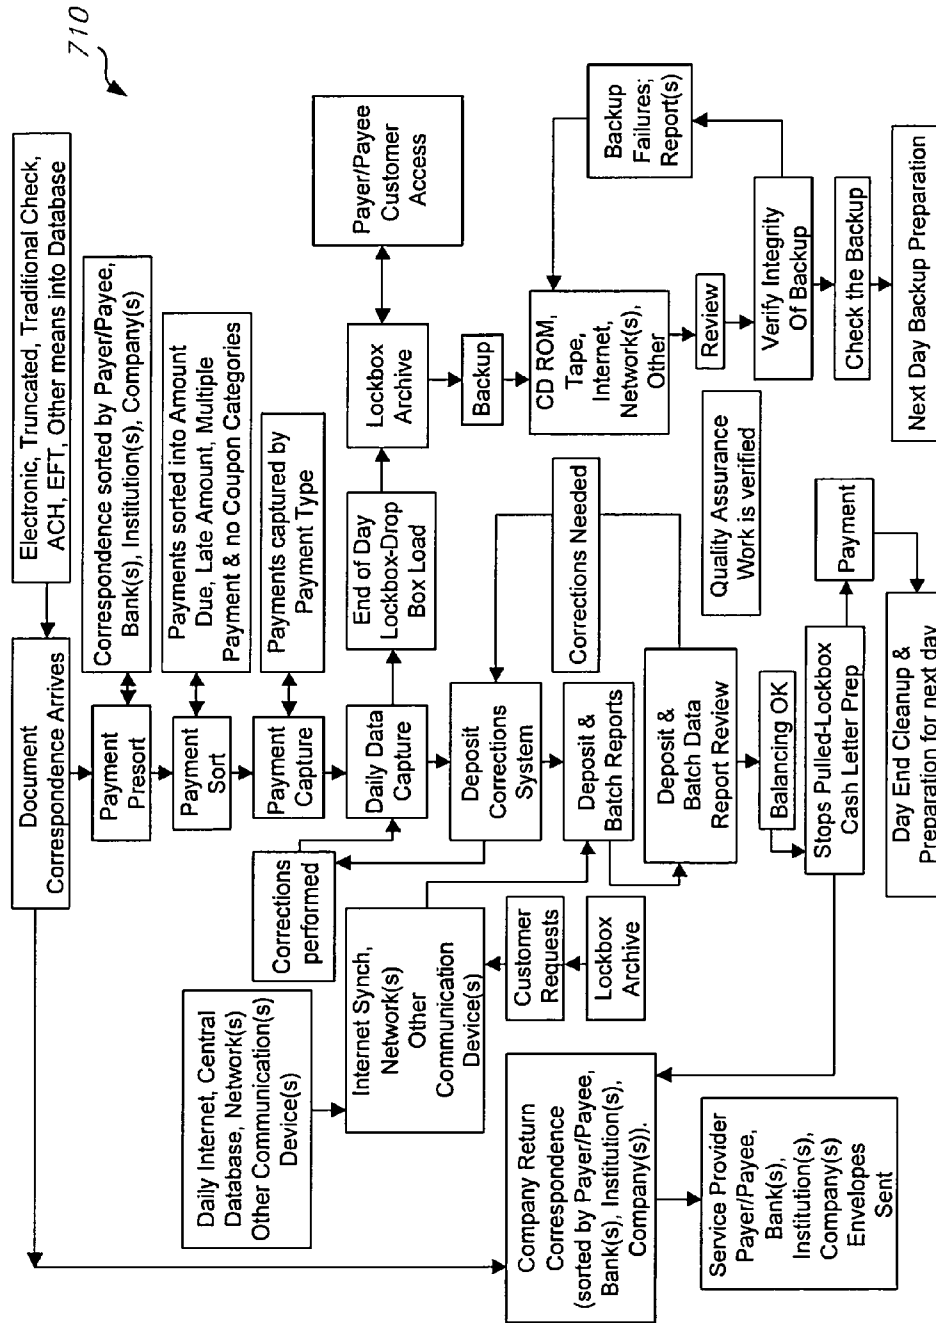 710
Electronic, Truncated, Traditional Check,
ACH, EFT, Other means into Database
Document
Correspondence Arrives
Correspondence sorted by Payer/Payee,
Bank(s), Institution(s), Company(s)
Payment
Presort
Payments sorted into Amount
Due, Late Amount, Multiple
Payment & no Coupon Categories
Payment
Sort
Payments captured by
Payment Type
Payment
Capture
Corrections
performed
Daily Data
Capture
End of Day
Lockbox-Drop
Box Load
Lockbox
Archive
Payer/Payee
Customer
Access
Daily Internet, Central
Database, Network(s)
Other Communication(s)
Device(s)
Internet Synch,
Network(s)
Other
Communication
Device(s)
Deposit
Corrections
System
Corrections Needed
Backup
CD ROM,
Tape,
Internet,
Network(s),
Other
Backup
Failures;
Report(s)
Customer
Requests
Lockbox
Archive
Deposit &
Batch Reports
Deposit &
Batch Data
Report Review
Quality Assurance
Work is verified
Review
Verify Integrity
Of Backup
Company Return
Correspondence
(sorted by Payer/Payee,
Bank(s), Institution(s),
Company(s)).
Balancing OK
Stops Pulled-Lockbox
Cash Letter Prep
Payment
Check the Backup
Service Provider
Payer/Payee,
Bank(s),
Institution(s),
Company(s)
Envelopes
Sent
Day End Cleanup &
Preparation for next day
Next Day Backup Preparation